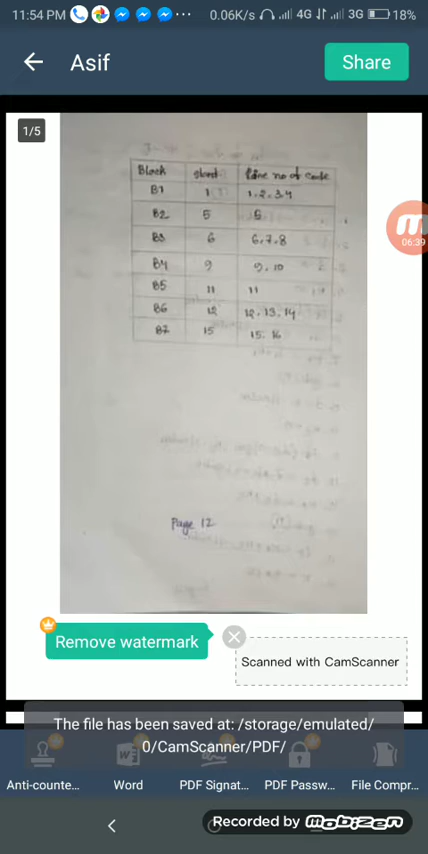 11:54 PM 0.06K/s 4G 3G 18%
Asif
Share
1/5
Block start line no of code
B1 1 1,2,3,4
B2 5 5
B3 6 6,7,8
B4 9 9,10
B5 11 11
B6 12 12,13,14
B7 15 15,16
06:39
Page 12
Remove watermark
Scanned with CamScanner
The file has been saved at: /storage/emulated/
0/CamScanner/PDF/
Anti-counte... Word PDF Signat... PDF Passw... File Compr...
Recorded by MOBIZEN